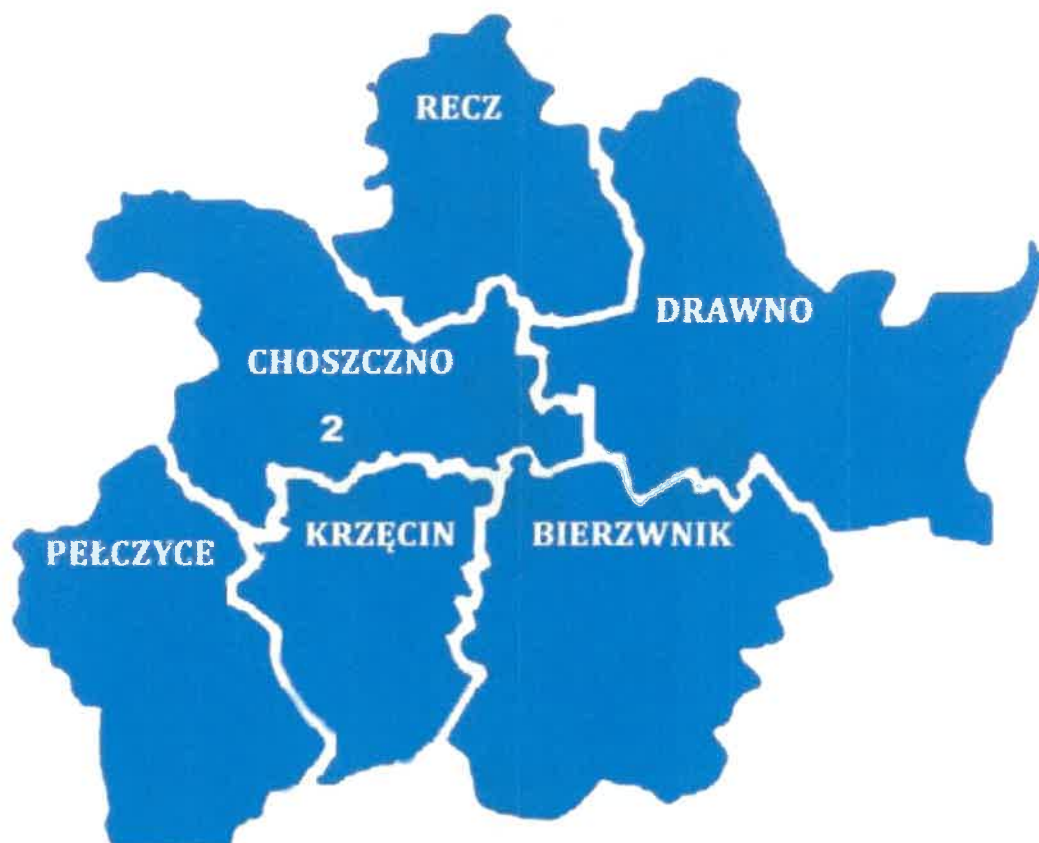 RECZ
DRAWNO
CHOSZCZNO
2
KRZĘCIN
BIERZWNIK
PEŁCZYCE